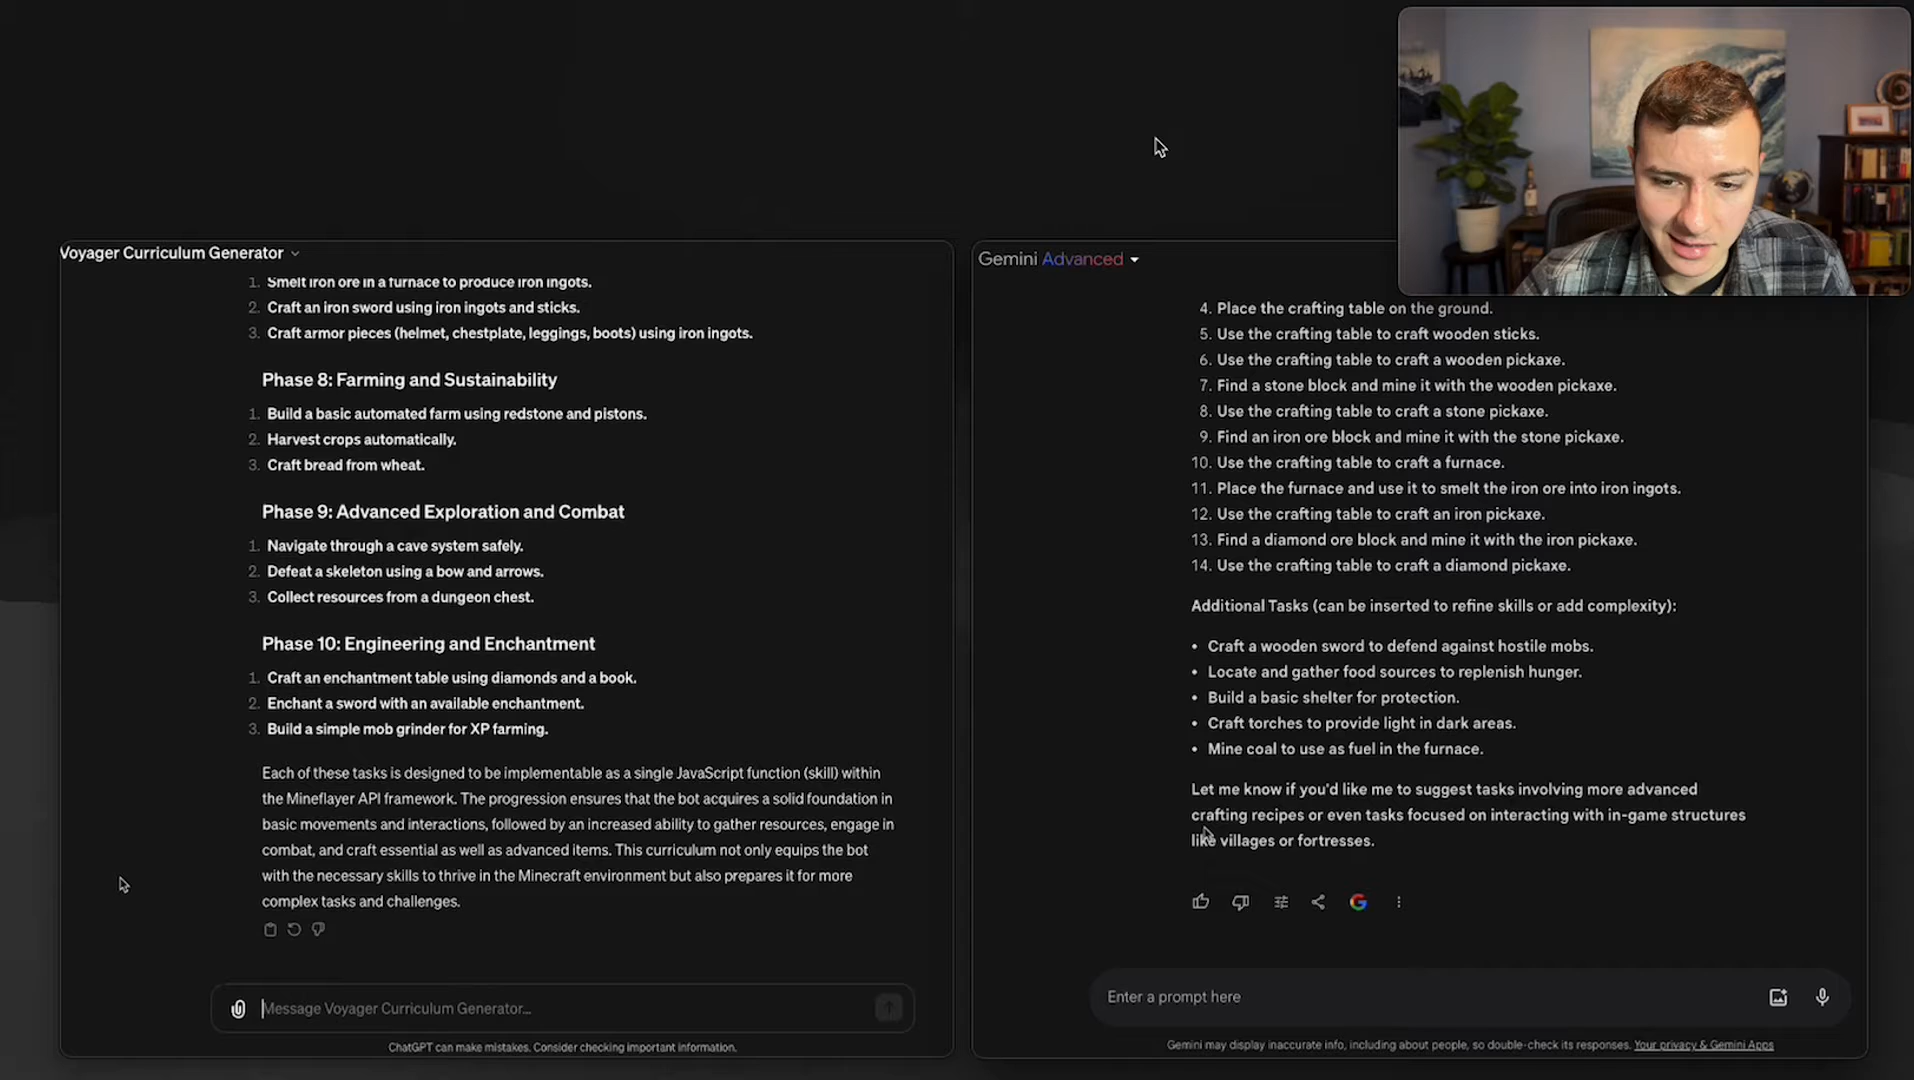 Voyager Curriculum Generator
1. Smelt iron ore in a furnace to produce iron ingots.
2. Craft an iron sword using iron ingots and sticks.
3. Craft armor pieces (helmet, chestplate, leggings, boots) using iron ingots.
Phase 8: Farming and Sustainability
1. Build a basic automated farm using redstone and pistons.
2. Harvest crops automatically.
3. Craft bread from wheat.
Phase 9: Advanced Exploration and Combat
1. Navigate through a cave system safely.
2. Defeat a skeleton using a bow and arrows.
3. Collect resources from a dungeon chest.
Phase 10: Engineering and Enchantment
1. Craft an enchantment table using diamonds and a book.
2. Enchant a sword with an available enchantment.
3. Build a simple mob grinder for XP farming.
Each of these tasks is designed to be implementable as a single JavaScript function (skill) within
the Mineflayer API framework. The progression ensures that the bot acquires a solid foundation in
basic movements and interactions, followed by an increased ability to gather resources, engage in
combat, and craft essential as well as advanced items. This curriculum not only equips the bot
with the necessary skills to thrive in the Minecraft environment but also prepares it for more
complex tasks and challenges.
Message Voyager Curriculum Generator...
ChatGPT can make mistakes. Consider checking important information.
Gemini Advanced
4. Place the crafting table on the ground.
5. Use the crafting table to craft wooden sticks.
6. Use the crafting table to craft a wooden pickaxe.
7. Find a stone block and mine it with the wooden pickaxe.
8. Use the crafting table to craft a stone pickaxe.
9. Find an iron ore block and mine it with the stone pickaxe.
10. Use the crafting table to craft a furnace.
11. Place the furnace and use it to smelt the iron ore into iron ingots.
12. Use the crafting table to craft an iron pickaxe.
13. Find a diamond ore block and mine it with the iron pickaxe.
14. Use the crafting table to craft a diamond pickaxe.
Additional Tasks (can be inserted to refine skills or add complexity):
• Craft a wooden sword to defend against hostile mobs.
• Locate and gather food sources to replenish hunger.
• Build a basic shelter for protection.
• Craft torches to provide light in dark areas.
• Mine coal to use as fuel in the furnace.
Let me know if you'd like me to suggest tasks involving more advanced
crafting recipes or even tasks focused on interacting with in-game structures
like villages or fortresses.
Enter a prompt here
Gemini may display inaccurate info, including about people, so double-check its responses. Your privacy & Gemini Apps